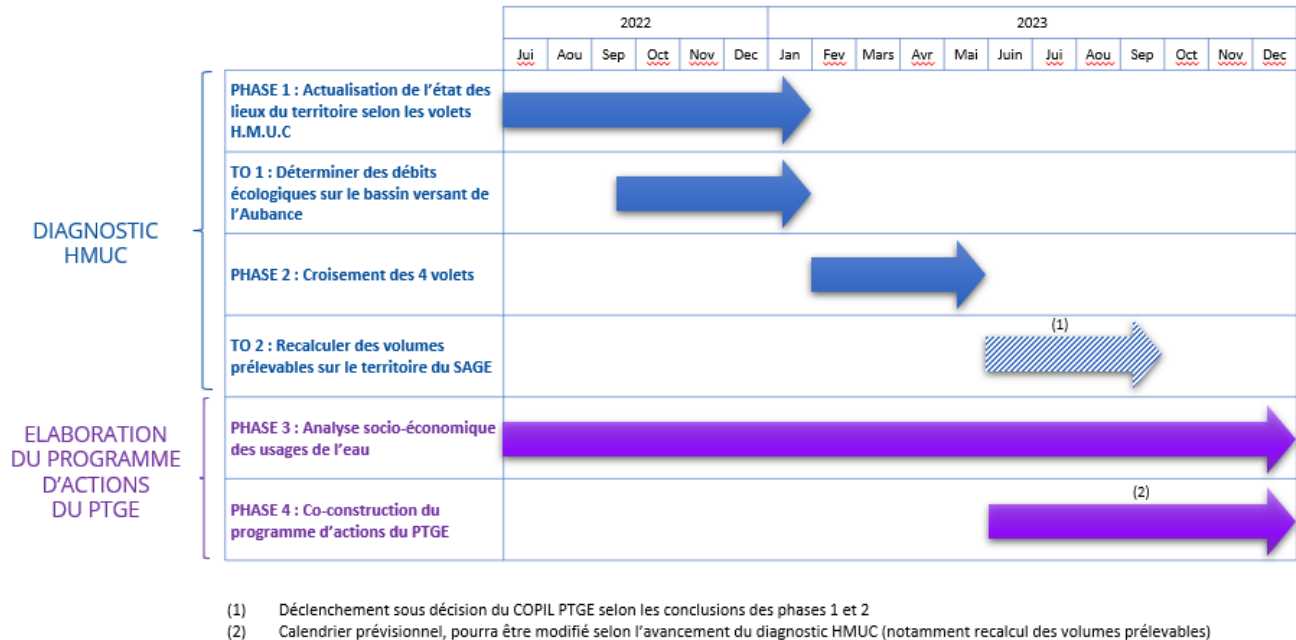 2022
2023
Jui
Aou
Sep
Oct
Nov
Dec
Jan
Fev
Mars
Avr
Mai
Juin
Jui
Aou
Sep
Oct
Nov
Dec
DIAGNOSTIC
HMUC
PHASE 1 : Actualisation de l’état des
lieux du territoire selon les volets
H.M.U.C
TO 1 : Déterminer des débits
écologiques sur le bassin versant de
l’Aubance
PHASE 2 : Croisement des 4 volets
TO 2 : Recalculer des volumes
prélevables sur le territoire du SAGE
(1)
ELABORATION
DU PROGRAMME
D’ACTIONS
DU PTGE
PHASE 3 : Analyse socio-économique
des usages de l’eau
PHASE 4 : Co-construction du
programme d’actions du PTGE
(2)
(1) Déclenchement sous décision du COPIL PTGE selon les conclusions des phases 1 et 2
(2) Calendrier prévisionnel, pourra être modifié selon l’avancement du diagnostic HMUC (notamment recalcul des volumes prélevables)